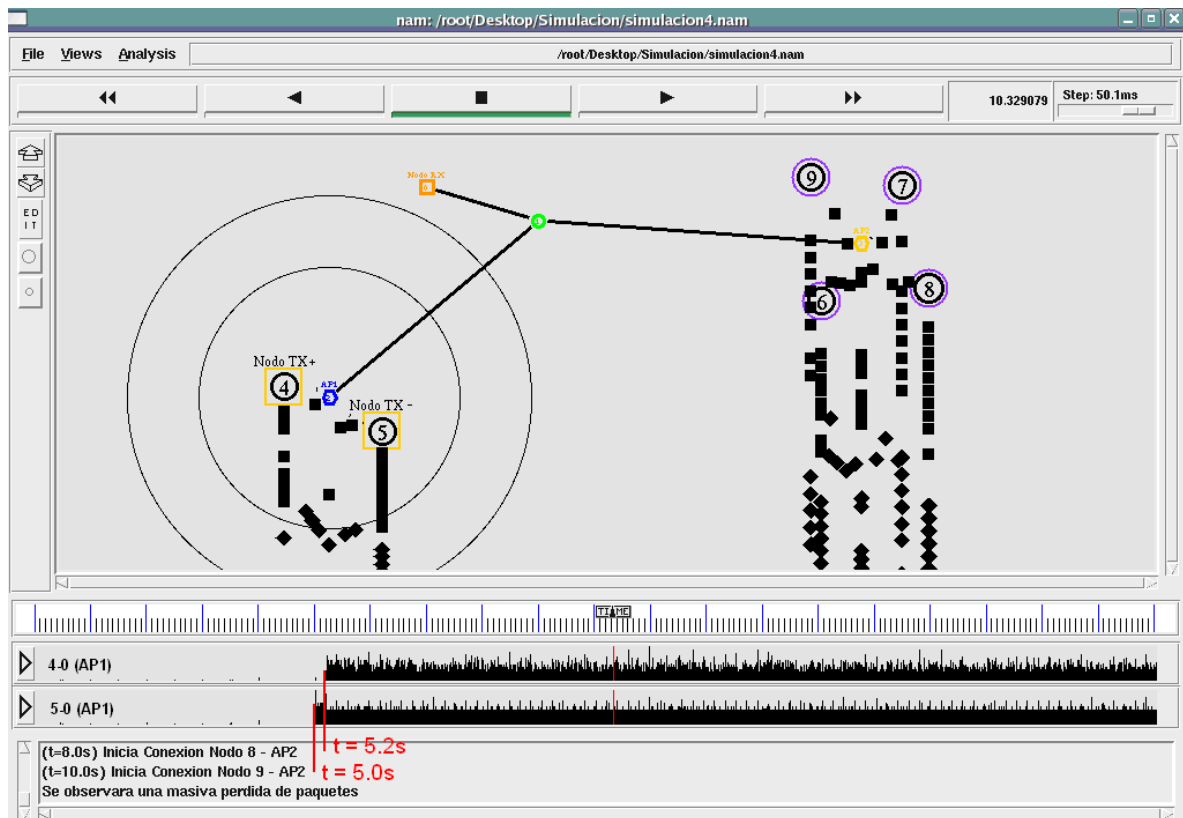 nam: /root/Desktop/Simulacion/simulacion4.nam
File Views Analysis /root/Desktop/Simulacion/simulacion4.nam
10.329079 Step: 50.1ms
ED
IT
Nodo RX
9
7
AP2
6
8
Nodo TX+
AP1
4
Nodo TX -
5
TIME
4-0 (AP1)
5-0 (AP1)
t = 5.2s
t = 5.0s
(t=8.0s) Inicia Conexion Nodo 8 - AP2
(t=10.0s) Inicia Conexion Nodo 9 - AP2
Se observara una masiva perdida de paquetes